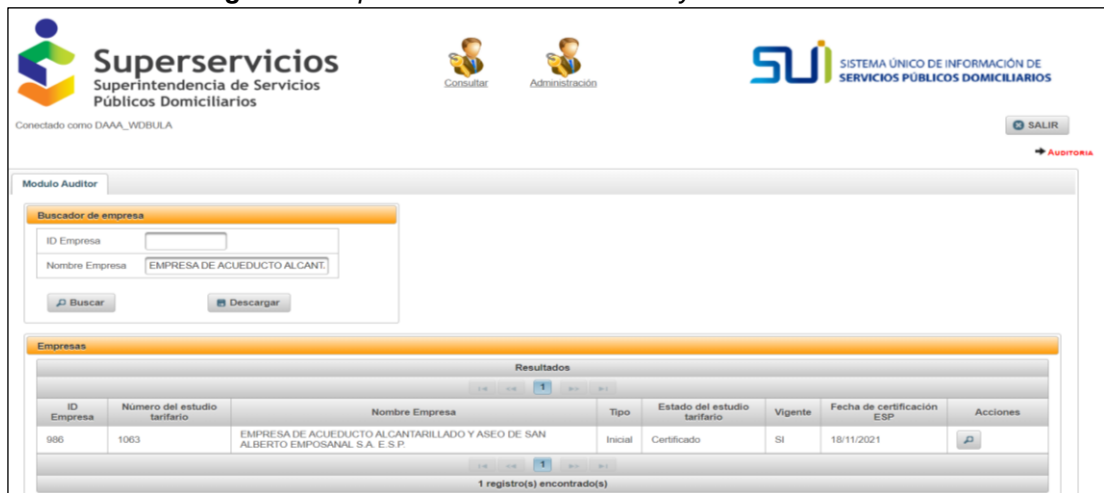 Superservicios
Superintendencia de Servicios
Públicos Domiciliarios
Consultar
Administración
sui
SISTEMA ÚNICO DE INFORMACIÓN DE
SERVICIOS PÚBLICOS DOMICILIARIOS
Conectado como DAAA_WDBULA
SALIR
AUDITORIA
Modulo Auditor
Buscador de empresa
ID Empresa
Nombre Empresa EMPRESA DE ACUEDUCTO ALCANT.
Buscar Descargar
Empresas
Resultados
1
ID Empresa Número del estudio tarifario Nombre Empresa Tipo Estado del estudio tarifario Vigente Fecha de certificación ESP Acciones
986 1063 EMPRESA DE ACUEDUCTO ALCANTARILLADO Y ASEO DE SAN ALBERTO EMPOSANAL S.A. E.S.P. Inicial Certificado SI 18/11/2021
1
1 registro(s) encontrado(s)